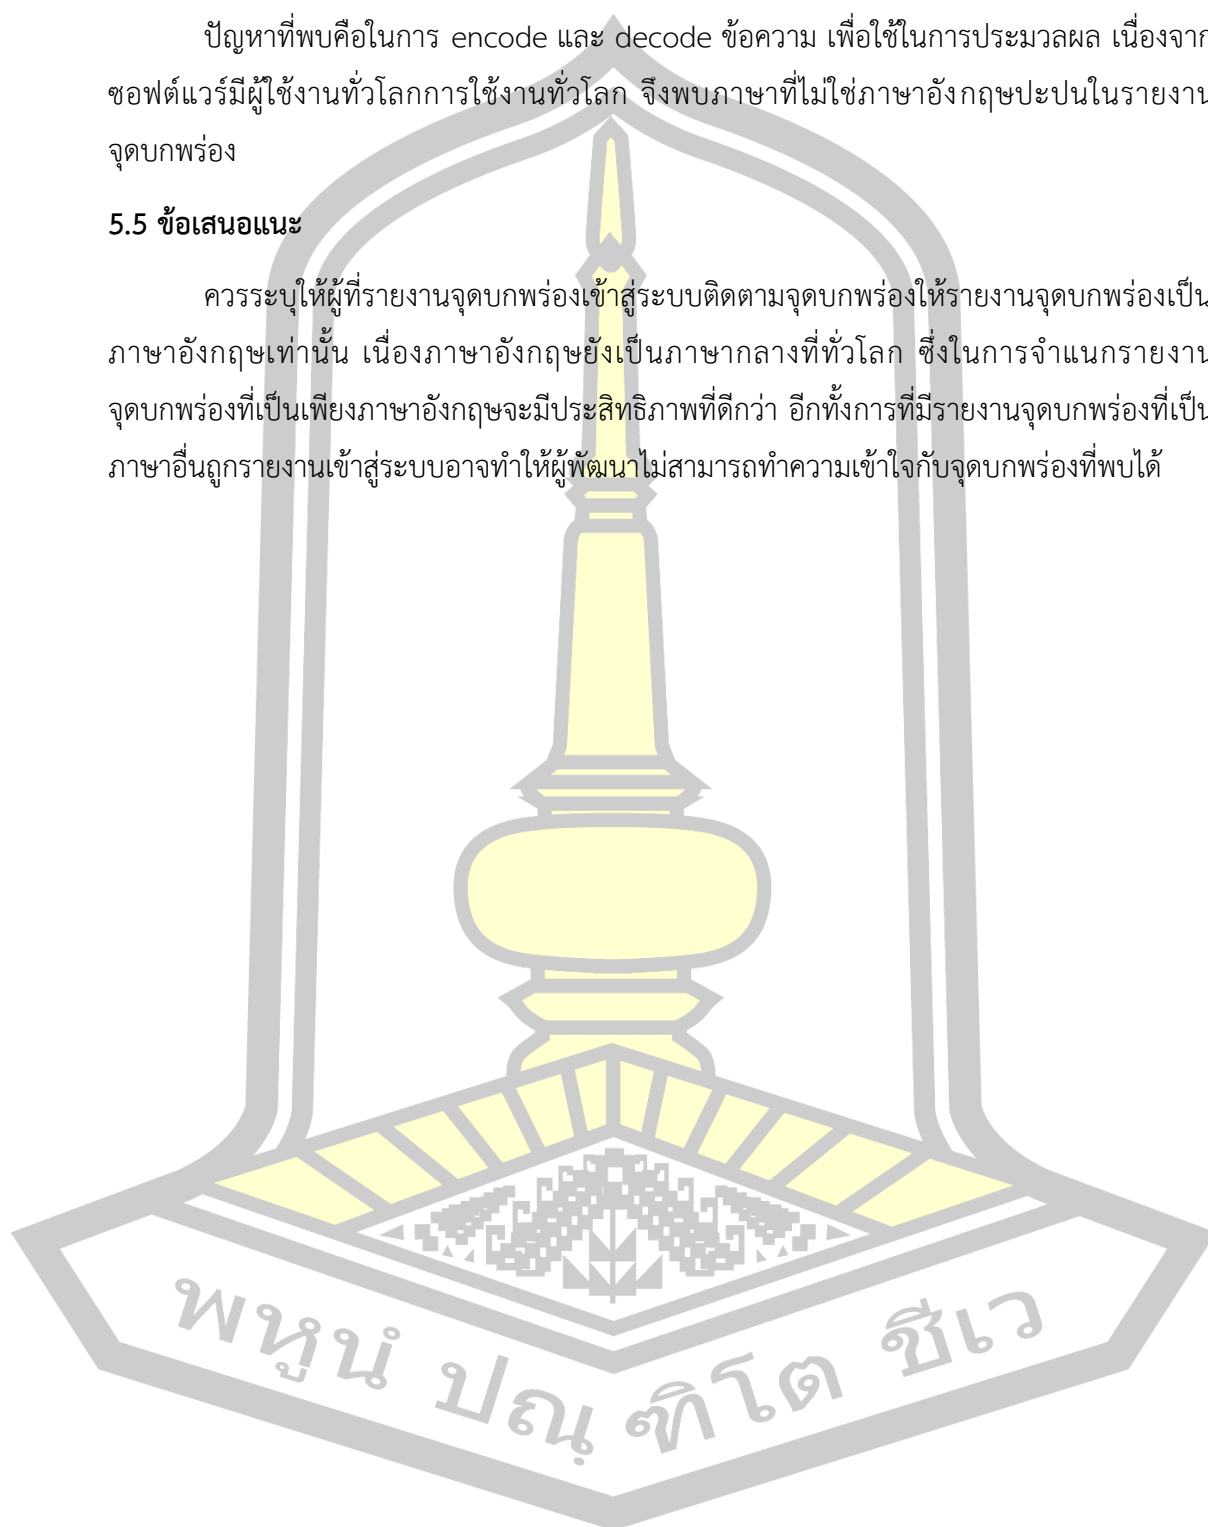 ปัญหาที่พบคือในการ encode และ decode ข้อความ เพื่อใช้ในการประมวลผล เนื่องจาก
ซอฟต์แวร์มีผู้ใช้งานทั่วโลกการใช้งานทั่วโลก จึงพบภาษาที่ไม่ใช่ภาษาอังกฤษปะปนในรายงาน
จุดบกพร่อง
5.5 ข้อเสนอแนะ
ควรระบุให้ผู้ที่รายงานจุดบกพร่องเข้าสู่ระบบติดตามจุดบกพร่องให้รายงานจุดบกพร่องเป็น
ภาษาอังกฤษเท่านั้น เนื่องภาษาอังกฤษยังเป็นภาษากลางที่ทั่วโลก ซึ่งในการจำแนกรายงาน
จุดบกพร่องที่เป็นเพียงภาษาอังกฤษจะมีประสิทธิภาพที่ดีกว่า อีกทั้งการที่มีรายงานจุดบกพร่องที่เป็น
ภาษาอื่นถูกรายงานเข้าสู่ระบบอาจทำให้ผู้พัฒนาไม่สามารถทำความเข้าใจกับจุดบกพร่องที่พบได้
พหูนํ ปณฺ ฑิโต ชีเว